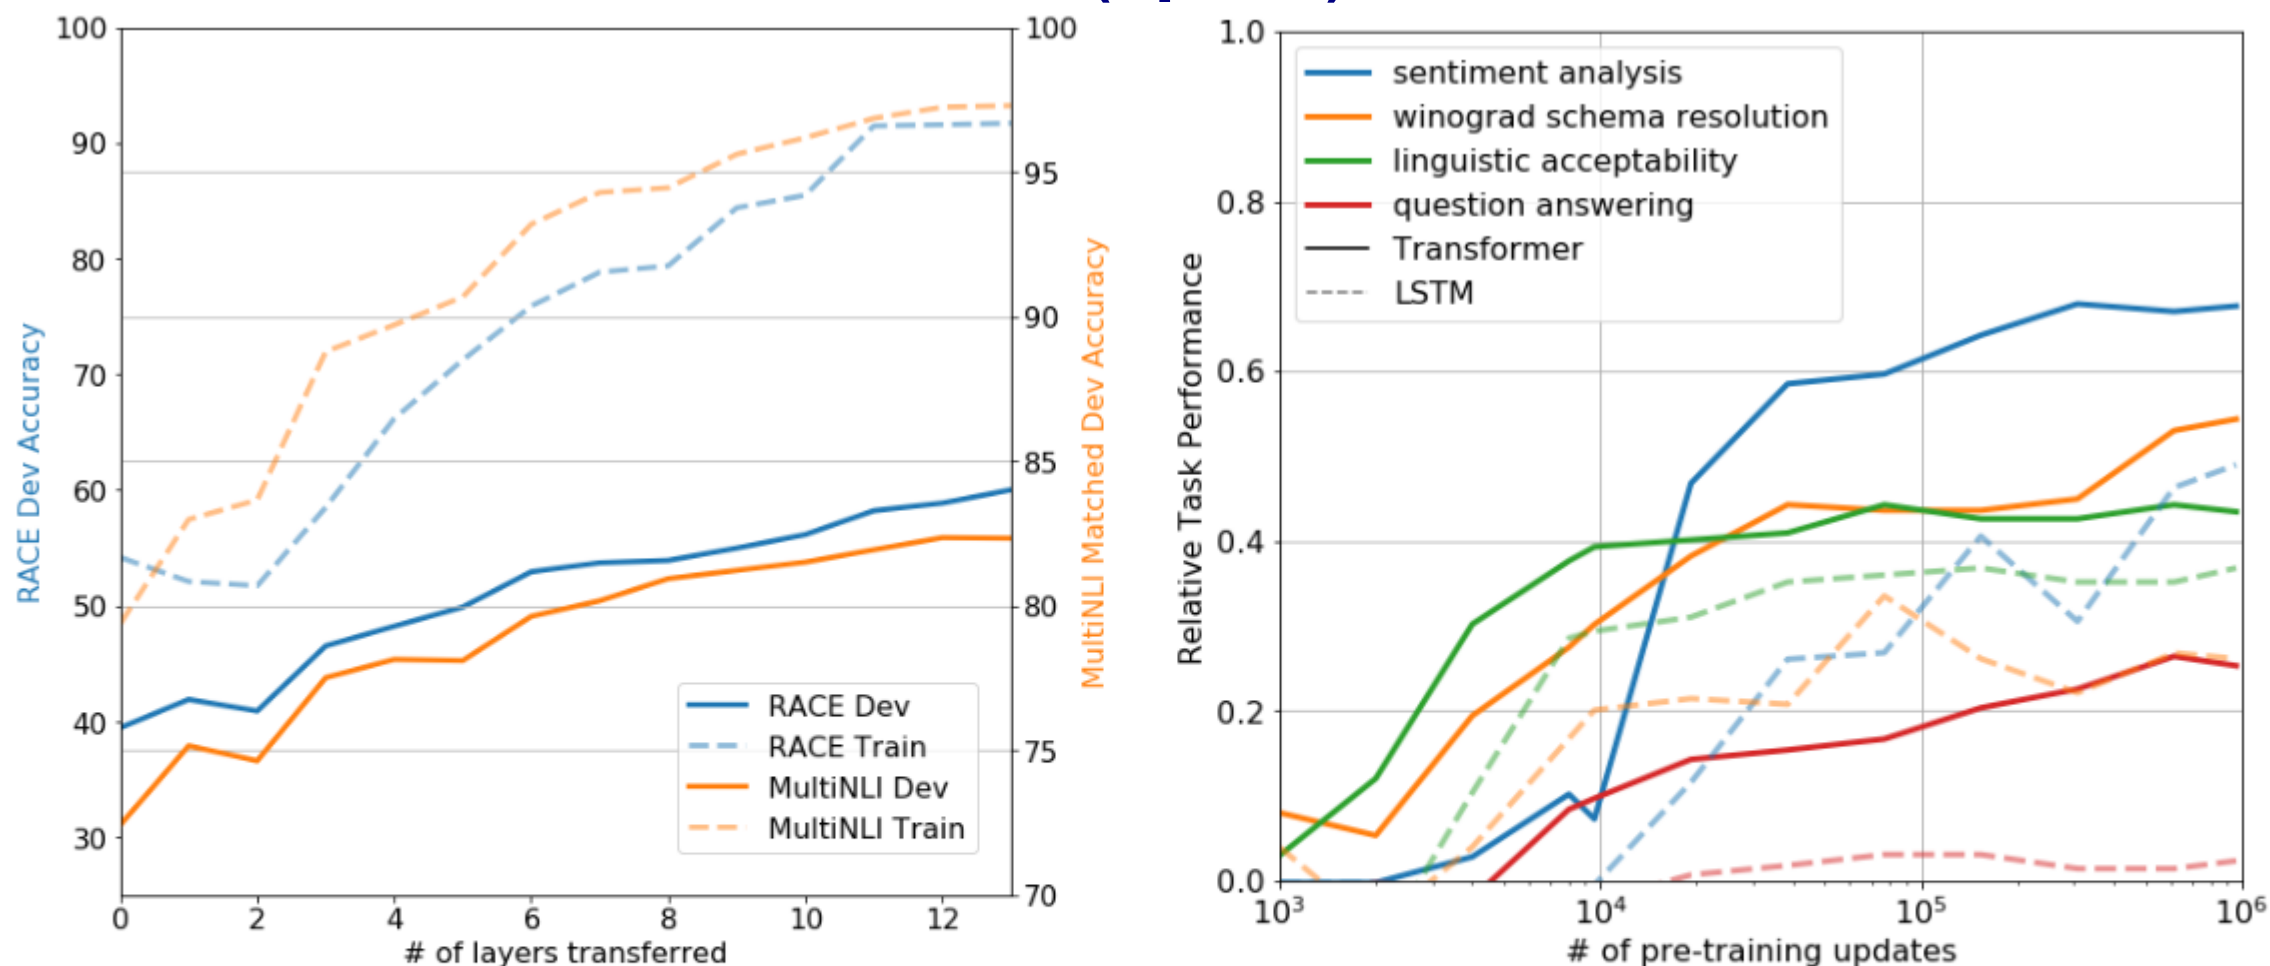 100
90
80
70
60
50
40
30
RACE Dev Accuracy
0 2 4 6 8 10 12
# of layers transferred
100
95
90
85
80
75
70
MultiNLI Matched Dev Accuracy
RACE Dev
RACE Train
MultiNLI Dev
MultiNLI Train
1.0
0.8
0.6
0.4
0.2
0.0
Relative Task Performance
sentiment analysis
winograd schema resolution
linguistic acceptability
question answering
Transformer
LSTM
10³ 10⁴ 10⁵ 10⁶
# of pre-training updates